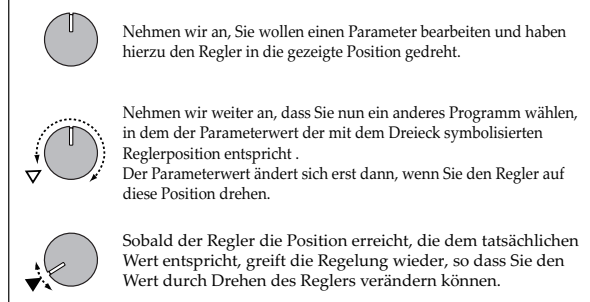 Nehmen wir an, Sie wollen einen Parameter bearbeiten und haben
hierzu den Regler in die gezeigte Position gedreht.
Nehmen wir weiter an, dass Sie nun ein anderes Programm wählen,
in dem der Parameterwert der mit dem Dreieck symbolisierten
Reglerposition entspricht .
Der Parameterwert ändert sich erst dann, wenn Sie den Regler auf
diese Position drehen.
Sobald der Regler die Position erreicht, die dem tatsächlichen
Wert entspricht, greift die Regelung wieder, so dass Sie den
Wert durch Drehen des Reglers verändern können.